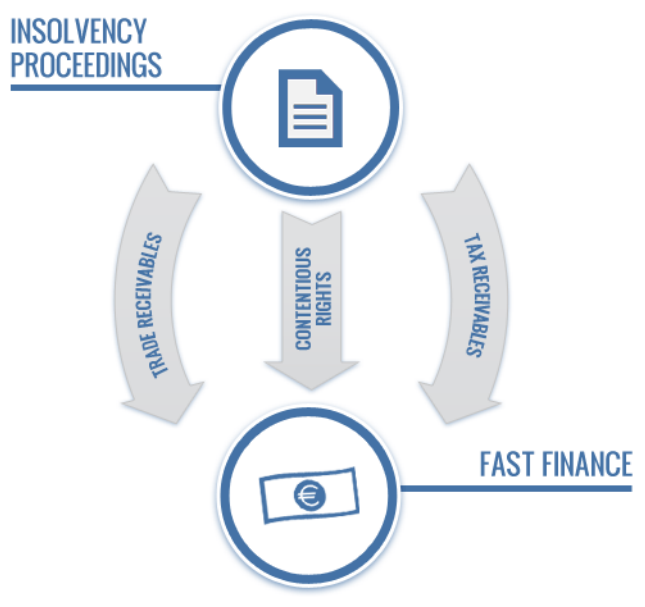 INSOLVENCY
PROCEEDINGS
TRADE RECEIVABLES
CONTENTIOUS
RIGHTS
TAX RECEIVABLES
€
FAST FINANCE